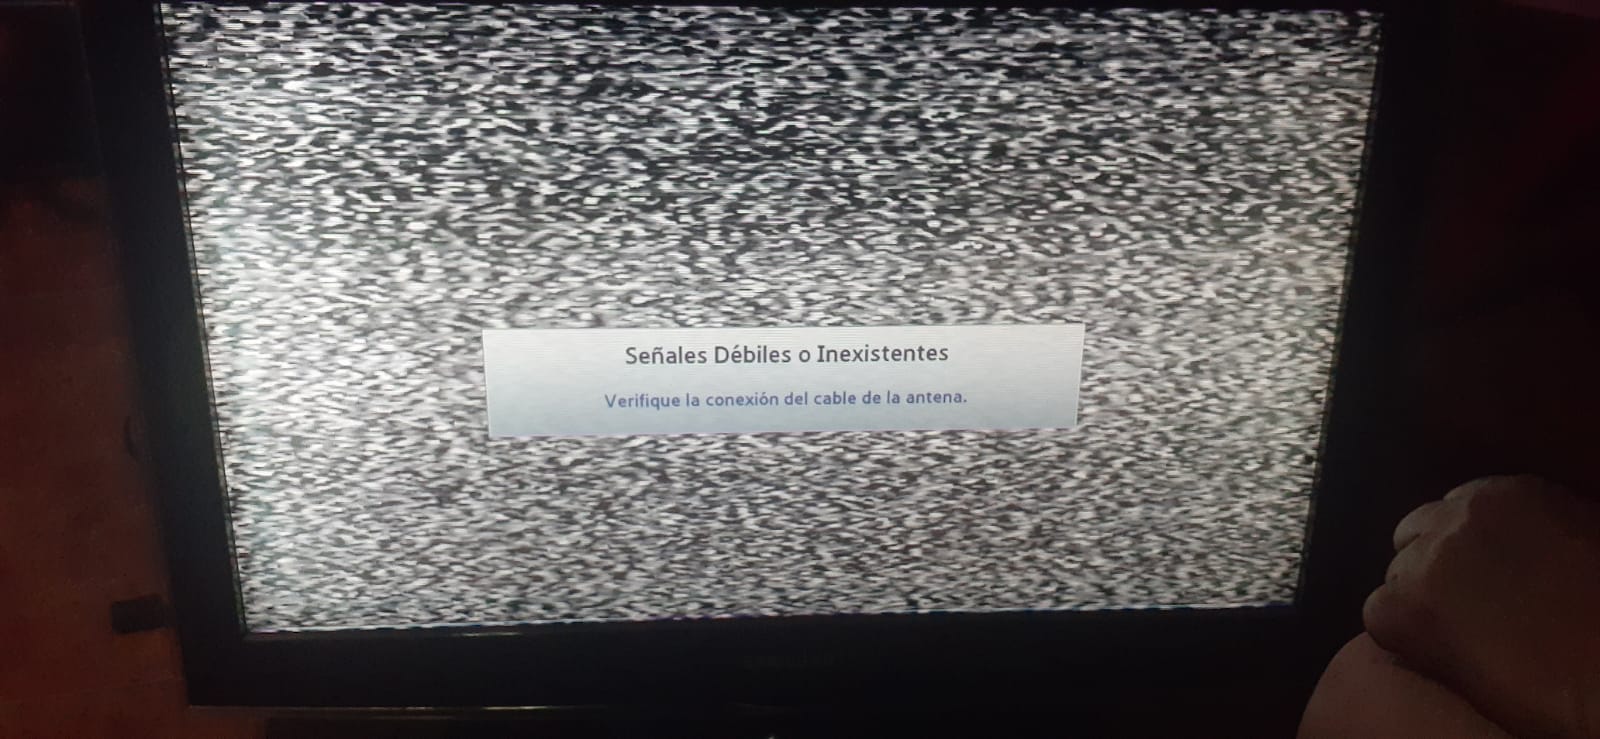 Señales Débiles o Inexistentes
Verifique la conexión del cable de la antena.